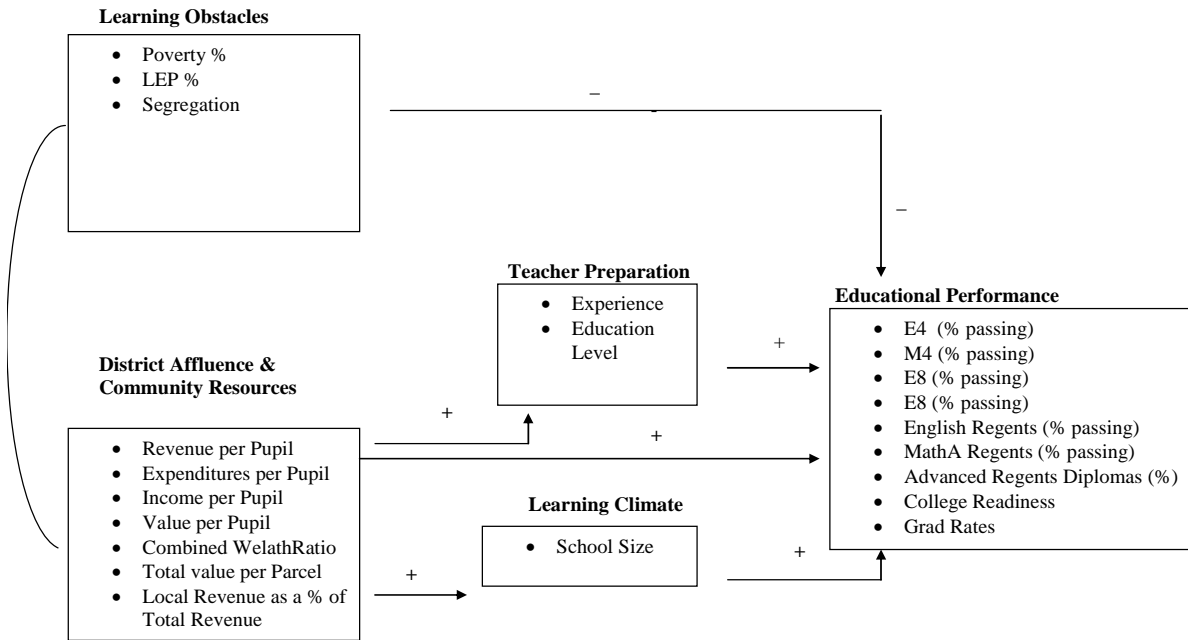 Learning Obstacles
• Poverty %
• LEP %
• Segregation
–
-
–
Teacher Preparation
• Experience
• Education
Level
+
Educational Performance
• E4 (% passing)
• M4 (% passing)
• E8 (% passing)
• E8 (% passing)
• English Regents (% passing)
• MathA Regents (% passing)
• Advanced Regents Diplomas (%)
• College Readiness
• Grad Rates
District Affluence &
Community Resources
+
+
• Revenue per Pupil
• Expenditures per Pupil
• Income per Pupil
• Value per Pupil
• Combined WelathRatio
• Total value per Parcel
• Local Revenue as a % of
Total Revenue
+
Learning Climate
• School Size
+